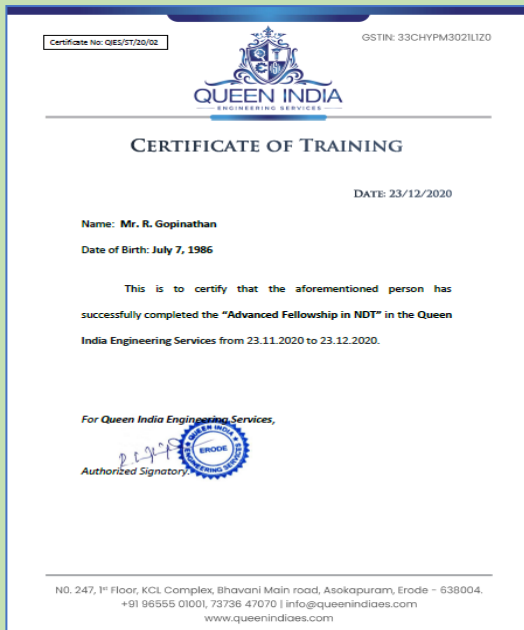 Certificate No: QIES/ST/20/02
GSTIN: 33CHYPM3021L1Z0
QUEEN INDIA
ENGINEERING SERVICES
CERTIFICATE OF TRAINING
DATE: 23/12/2020
Name: Mr. R. Gopinathan
Date of Birth: July 7, 1986
This is to certify that the aforementioned person has
successfully completed the “Advanced Fellowship in NDT” in the Queen
India Engineering Services from 23.11.2020 to 23.12.2020.
For Queen India Engineering Services,
QUEEN INDIA
ERODE
ENGINEERING SERVICES
Authorized Signatory.
N0. 247, 1st Floor, KCL Complex, Bhavani Main road, Asokapuram, Erode - 638004.
+91 96555 01001, 73736 47070 | info@queenindiaes.com
www.queenindiaes.com